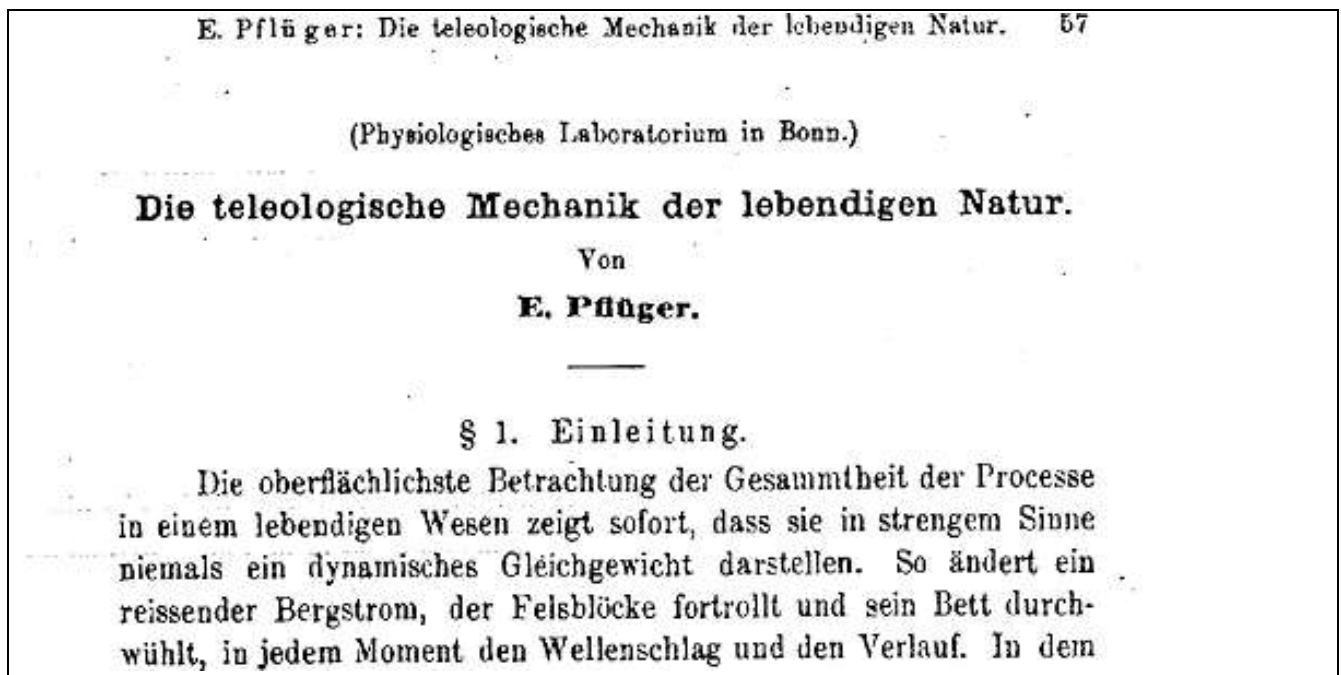 E. Pflüger: Die teleologische Mechanik der lebendigen Natur. 57
(Physiologisches Laboratorium in Bonn.)
Die teleologische Mechanik der lebendigen Natur.
Von
E. Pflüger.
§ 1. Einleitung.
Die oberflächlichste Betrachtung der Gesammtheit der Processe
in einem lebendigen Wesen zeigt sofort, dass sie in strengem Sinne
niemals ein dynamisches Gleichgewicht darstellen. So ändert ein
reissender Bergstrom, der Felsblöcke fortrollt und sein Bett durch-
wühlt, in jedem Moment den Wellenschlag und den Verlauf. In dem